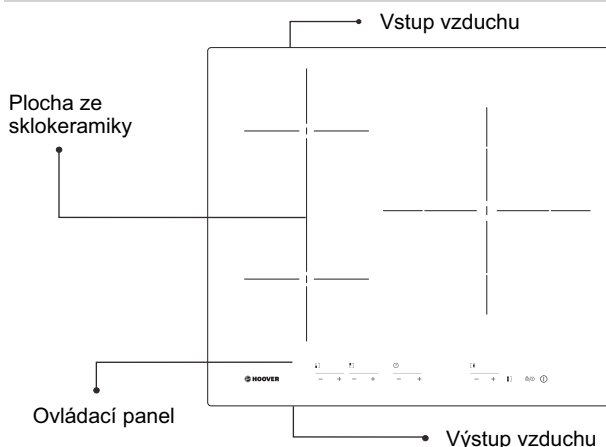 Vstup vzduchu
Plocha ze
sklokeramiky
HOOVER
− + − + − + − +
Ovládací panel
Výstup vzduchu